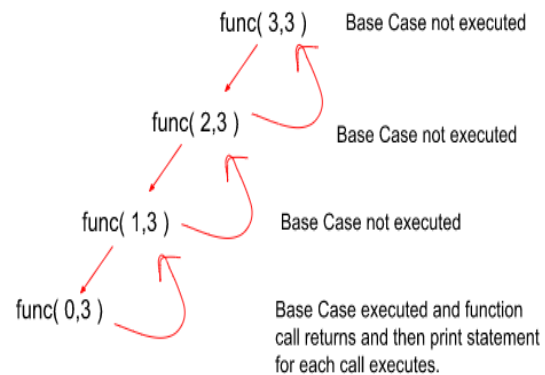 func( 3,3 ) Base Case not executed
func( 2,3 )
Base Case not executed
func( 1,3 ) Base Case not executed
func( 0,3 ) Base Case executed and function
call returns and then print statement
for each call executes.